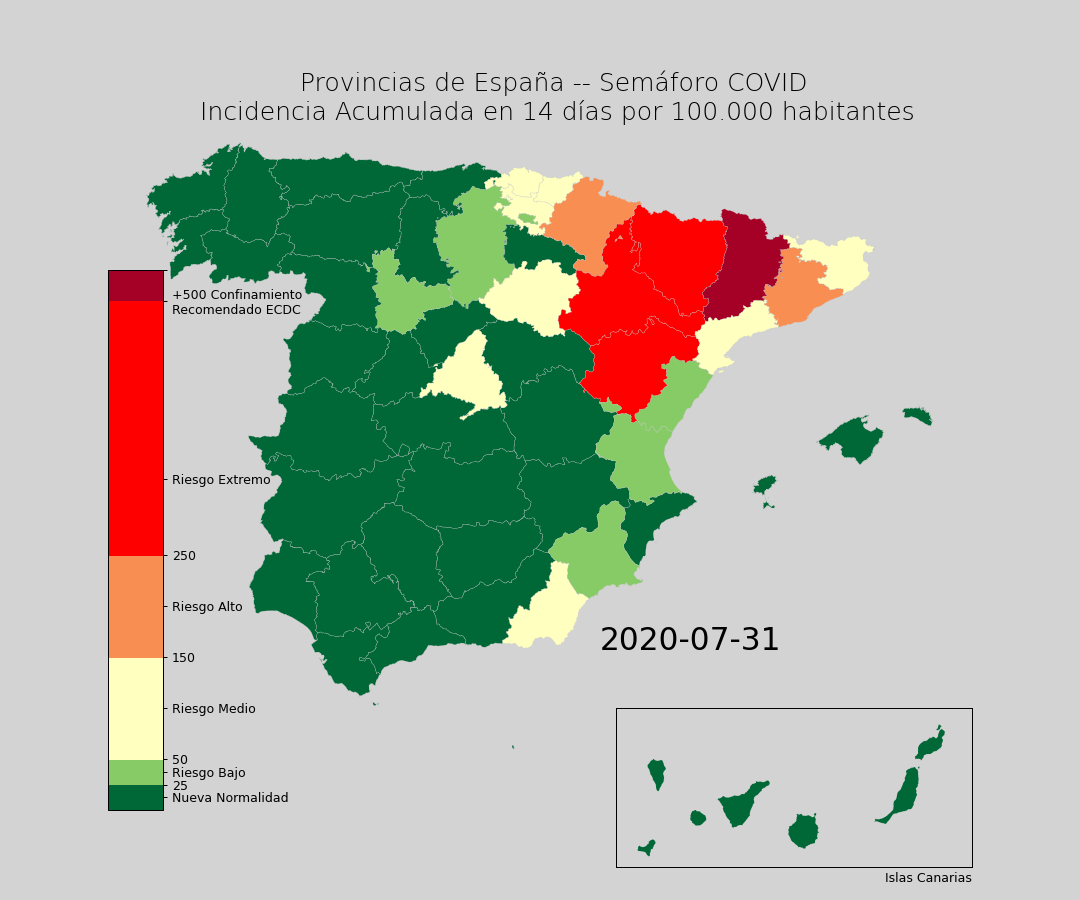 Provincias de España -- Semáforo COVID
Incidencia Acumulada en 14 días por 100.000 habitantes
+500 Confinamiento
Recomendado ECDC
Riesgo Extremo
250
Riesgo Alto
150
Riesgo Medio
50
Riesgo Bajo
25
Nueva Normalidad
2020-07-31
Islas Canarias